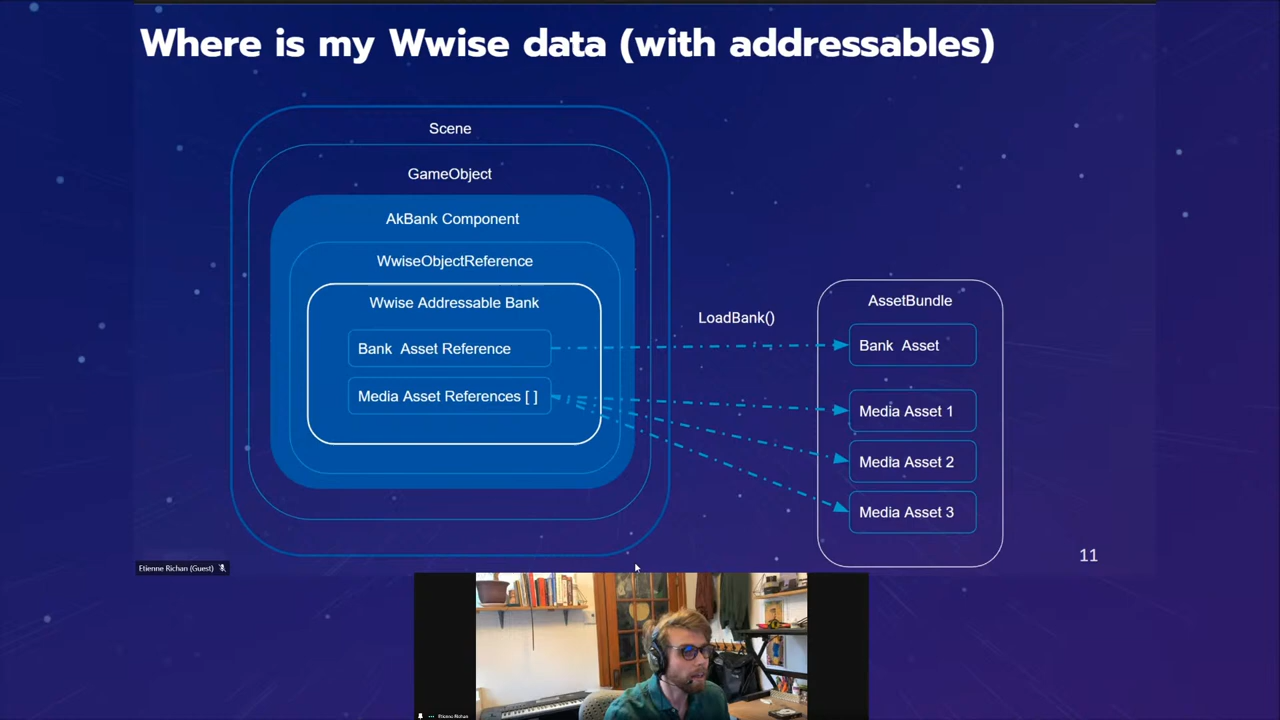 Where is my Wwise data (with addressables)
Scene
GameObject
AkBank Component
WwiseObjectReference
Wwise Addressable Bank
Bank Asset Reference
Media Asset References [ ]
LoadBank()
AssetBundle
Bank Asset
Media Asset 1
Media Asset 2
Media Asset 3
11
Etienne Richan (Guest)
Etienne Richan